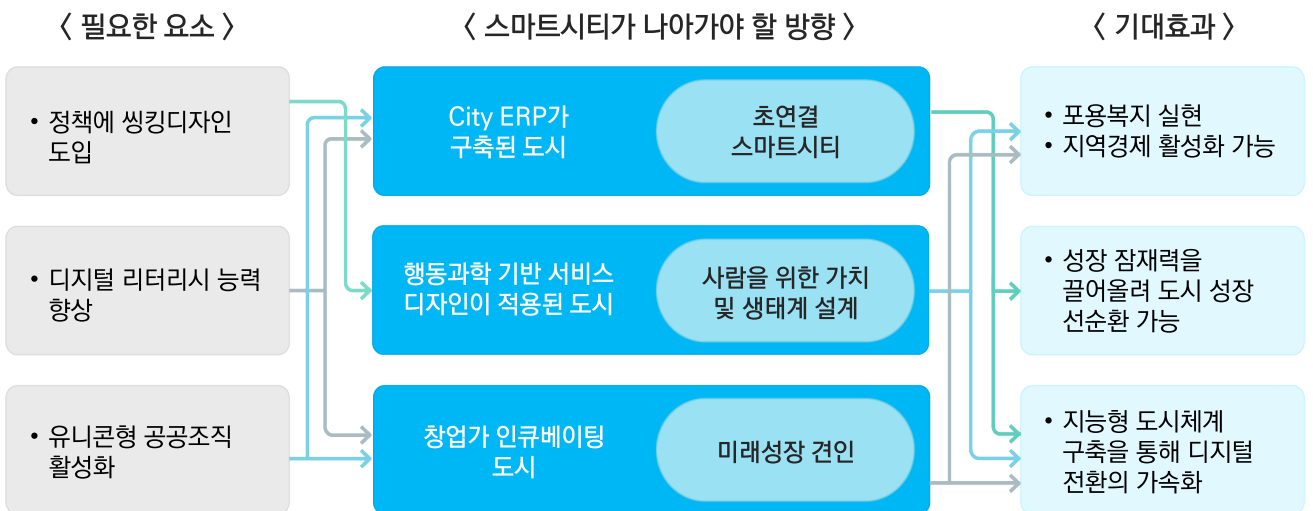 〈 필요한 요소 〉
〈 스마트시티가 나아가야 할 방향 〉
〈 기대효과 〉
• 정책에 씽킹디자인
도입
City ERP가
구축된 도시
초연결
스마트시티
• 포용복지 실현
• 지역경제 활성화 가능
• 디지털 리터리시 능력
향상
행동과학 기반 서비스
디자인이 적용된 도시
사람을 위한 가치
및 생태계 설계
• 성장 잠재력을
끌어올려 도시 성장
선순환 가능
• 유니콘형 공공조직
활성화
창업가 인큐베이팅
도시
미래성장 견인
• 지능형 도시체계
구축을 통해 디지털
전환의 가속화